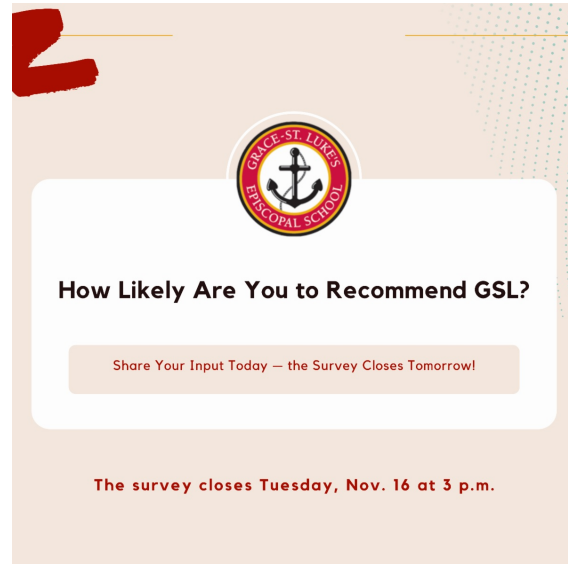 GRACE-ST. LUKE'S
EPISCOPAL SCHOOL
How Likely Are You to Recommend GSL?
Share Your Input Today — the Survey Closes Tomorrow!
The survey closes Tuesday, Nov. 16 at 3 p.m.